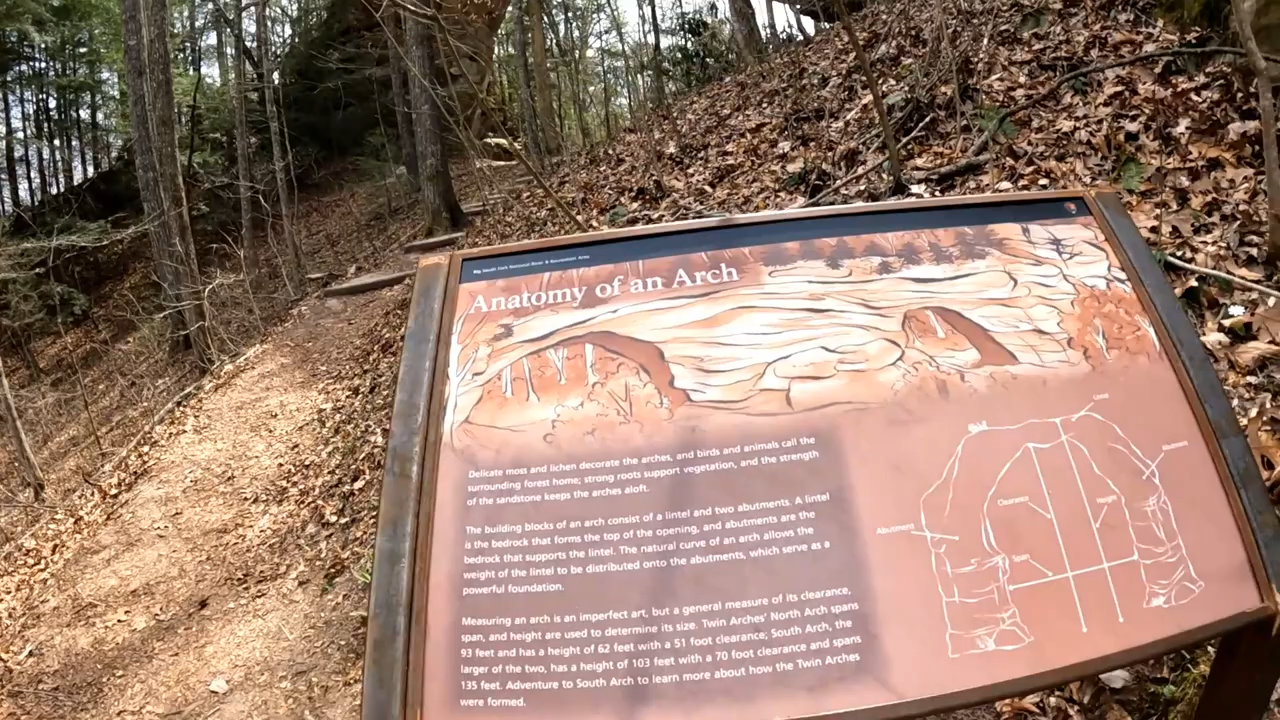 Big South Fork National River & Recreation Area
Anatomy of an Arch
Delicate moss and lichen decorate the arches, and birds and animals call the
surrounding forest home; strong roots support vegetation, and the strength
of the sandstone keeps the arches aloft.
The building blocks of an arch consist of a lintel and two abutments. A lintel
is the bedrock that forms the top of the opening, and abutments are the
bedrock that supports the lintel. The natural curve of an arch allows the
weight of the lintel to be distributed onto the abutments, which serve as a
powerful foundation.
Measuring an arch is an imperfect art, but a general measure of its clearance,
span, and height are used to determine its size. Twin Arches' North Arch spans
93 feet and has a height of 62 feet with a 51 foot clearance; South Arch, the
larger of the two, has a height of 103 feet with a 70 foot clearance and spans
135 feet. Adventure to South Arch to learn more about how the Twin Arches
were formed.
Lintel
Abutment
Clearance
Height
Abutment
Span